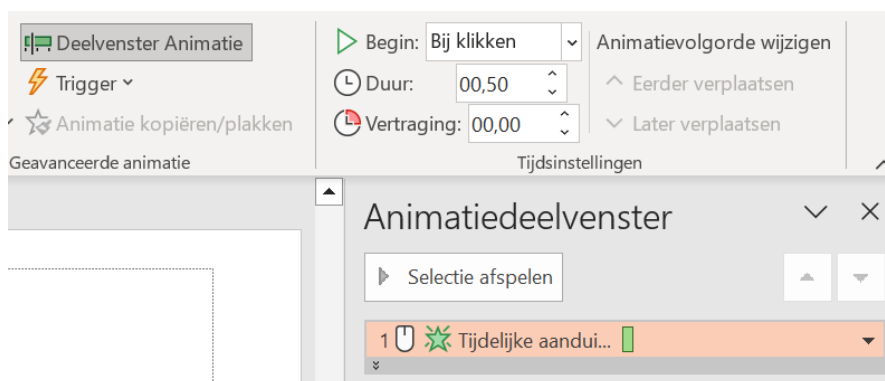 Deelvenster Animatie
Trigger
Animatie kopiëren/plakken
Geavanceerde animatie
Begin: Bij klikken
Duur: 00,50
Vertraging: 00,00
Animatievolgorde wijzigen
Eerder verplaatsen
Later verplaatsen
Tijdsinstellingen
Animatiedeelvenster
Selectie afspelen
1 Tijdelijke aandui...